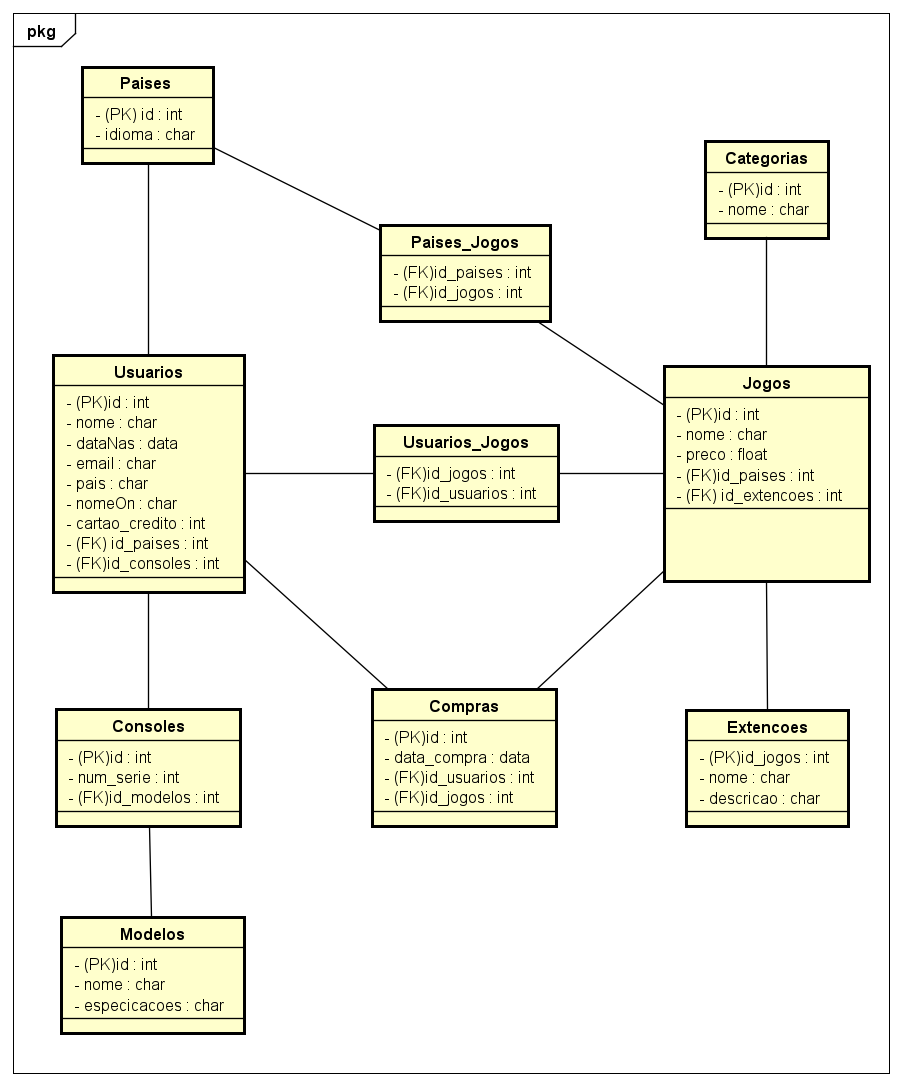 pkg
Paises
- (PK) id : int
- idioma : char
Categorias
- (PK)id : int
- nome : char
Paises_Jogos
- (FK)id_paises : int
- (FK)id_jogos : int
Usuarios
- (PK)id : int
- nome : char
- dataNas : data
- email : char
- pais : char
- nomeOn : char
- cartao_credito : int
- (FK) id_paises : int
- (FK)id_consoles : int
Usuarios_Jogos
- (FK)id_jogos : int
- (FK)id_usuarios : int
Jogos
- (PK)id : int
- nome : char
- preco : float
- (FK)id_paises : int
- (FK) id_extencoes : int
Consoles
- (PK)id : int
- num_serie : int
- (FK)id_modelos : int
Compras
- (PK)id : int
- data_compra : data
- (FK)id_usuarios : int
- (FK)id_jogos : int
Extencoes
- (PK)id_jogos : int
- nome : char
- descricao : char
Modelos
- (PK)id : int
- nome : char
- especicacoes : char